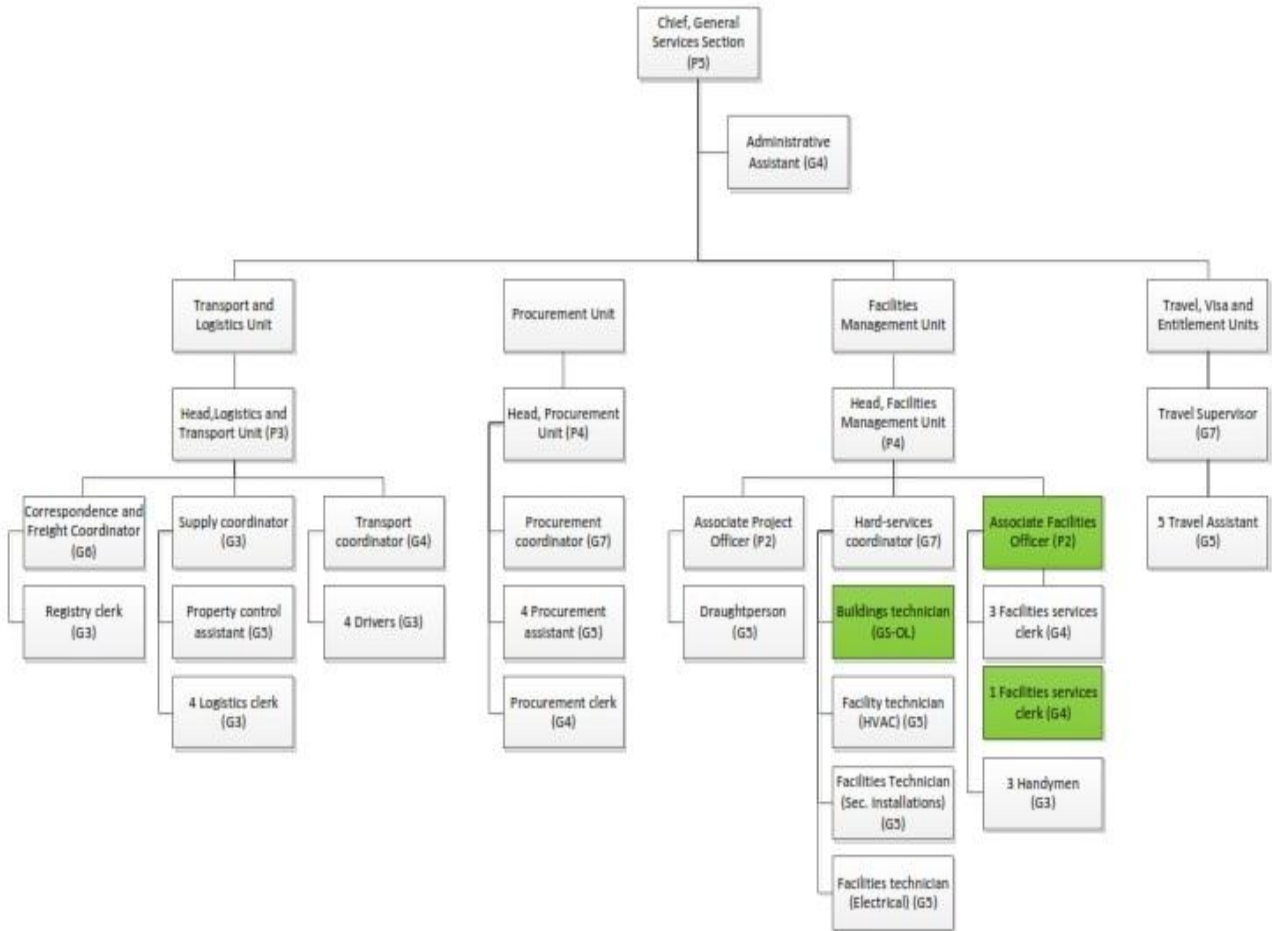 Chief, General
Services Section
(P5)
Administrative
Assistant (G4)
Transport and
Logistics Unit
Procurement Unit
Facilities
Management Unit
Travel, Visa and
Entitlement Units
Head,Logistics and
Transport Unit (P3)
Head, Procurement
Unit (P4)
Head, Facilities
Management Unit
(P4)
Travel Supervisor
(G7)
Correspondence and
Freight Coordinator
(G6)
Supply coordinator
(G3)
Transport
coordinator (G4)
Procurement
coordinator (G7)
Associate Project
Officer (P2)
Hard-services
coordinator (G7)
Associate Facilities
Officer (P2)
5 Travel Assistant
(G5)
Registry clerk
(G3)
Property control
assistant (G5)
4 Drivers (G3)
4 Procurement
assistant (G5)
Draughtperson
(G5)
Buildings technician
(GS-OL)
3 Facilities services
clerk (G4)
4 Logistics clerk
(G3)
Procurement clerk
(G4)
Facility technician
(HVAC) (G5)
1 Facilities services
clerk (G4)
Facilities Technician
(Sec. Installations)
(G5)
3 Handymen
(G3)
Facilities technician
(Electrical) (G5)